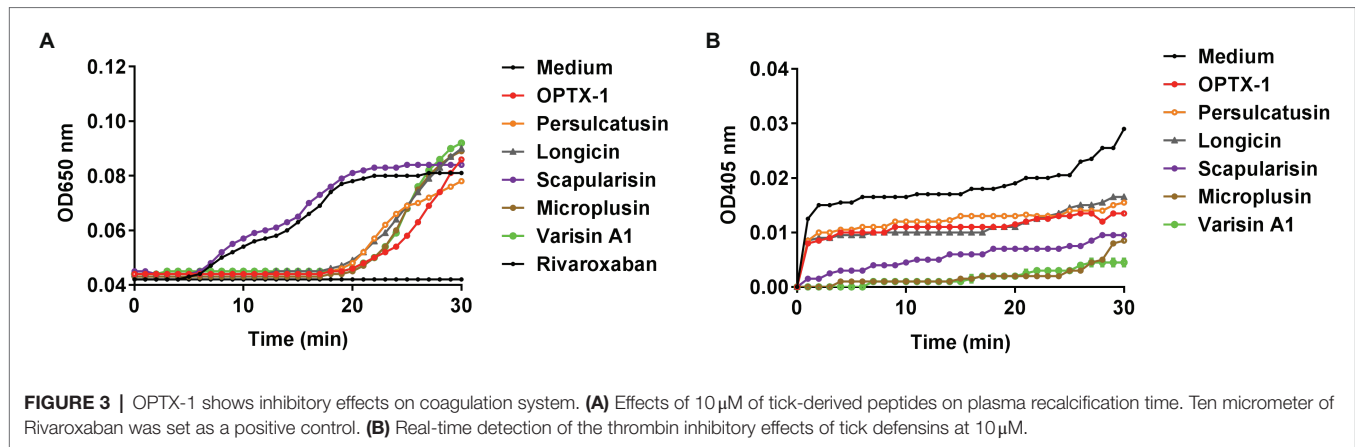 A
OD650 nm
0.12
0.10
0.08
0.06
0.04
0
10
20
30
Time (min)
Medium
OPTX-1
Persulcatusin
Longicin
Scapularisin
Microplusin
Varisin A1
Rivaroxaban
B
OD405 nm
0.04
0.03
0.02
0.01
0.00
0
10
20
30
Time (min)
Medium
OPTX-1
Persulcatusin
Longicin
Scapularisin
Microplusin
Varisin A1
FIGURE 3 | OPTX-1 shows inhibitory effects on coagulation system. (A) Effects of 10 μM of tick-derived peptides on plasma recalcification time. Ten micrometer of
Rivaroxaban was set as a positive control. (B) Real-time detection of the thrombin inhibitory effects of tick defensins at 10 μM.